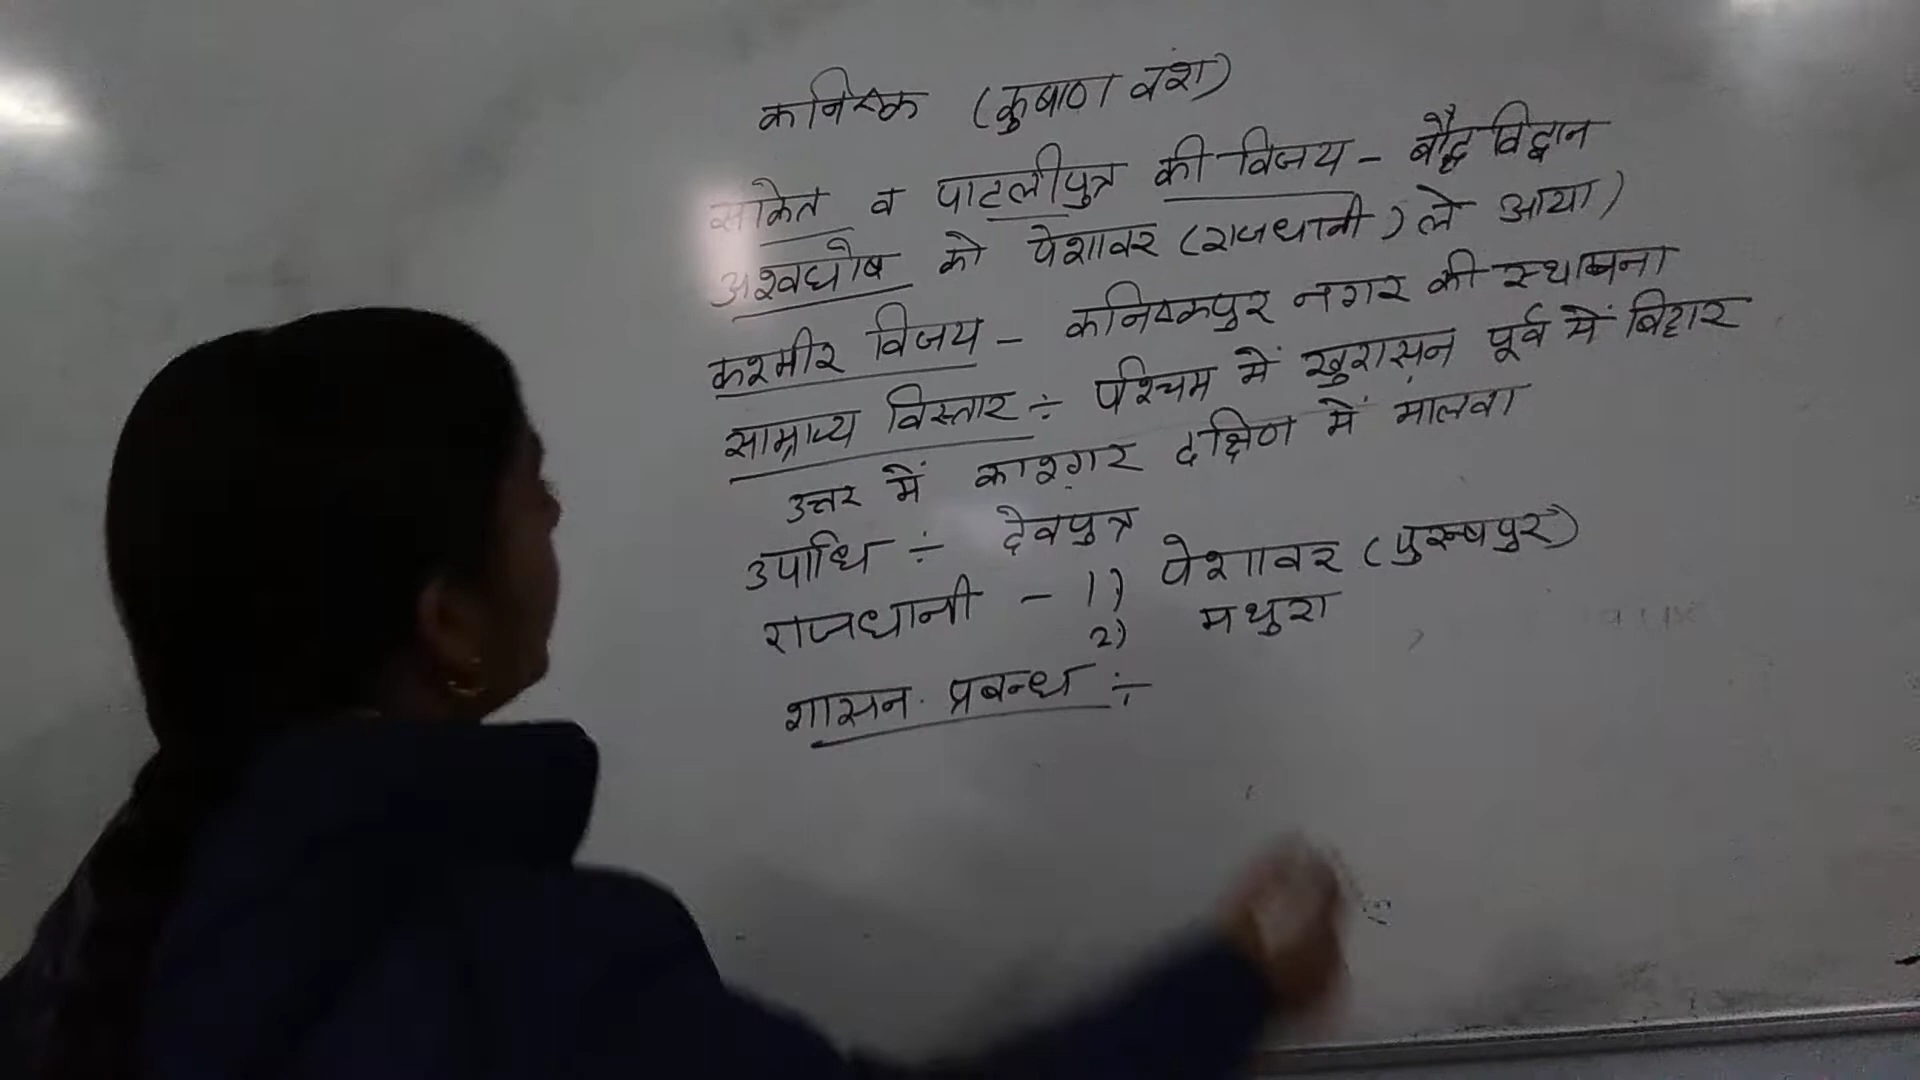 कनिष्क (कुषाण वंश)
साकेत व पाटलीपुत्र की विजय - बौद्ध विद्वान
अश्वघोष को पेशावर (राजधानी) ले आया)
कश्मीर विजय - कनिष्कपुर नगर की स्थापना
साम्राज्य विस्तार ÷ पश्चिम में खुरासन पूर्व में बिहार
उत्तर में काश्ग़र दक्षिण में मालवा
उपाधि ÷ देवपुत्र
राजधानी - 1) पेशावर (पुरूषपुर)
2) मथुरा
शासन प्रबन्ध ÷